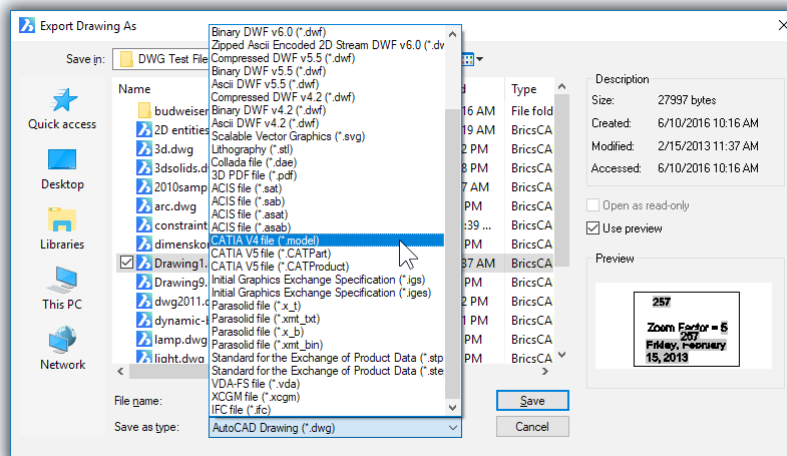 Export Drawing As
Save in:
DWG Test File
Quick access
Desktop
Libraries
This PC
Network
Name
budweiser
2D entities
3d.dwg
3dsolids.d
2010samp
arc.dwg
constraint
dimenskor
Drawing1.
Drawing9.
dwg2011.
dynamic-b
lamp.dwg
light.dwg
Binary DWF v6.0 (*.dwf)
Zipped Ascii Encoded 2D Stream DWF v6.0 (*.dw
Compressed DWF v5.5 (*.dwf)
Binary DWF v5.5 (*.dwf)
Ascii DWF v5.5 (*.dwf)
Compressed DWF v4.2 (*.dwf)
Binary DWF v4.2 (*.dwf)
Ascii DWF v4.2 (*.dwf)
Scalable Vector Graphics (*.svg)
Lithography (*.stl)
Collada file (*.dae)
3D PDF file (*.pdf)
ACIS file (*.sat)
ACIS file (*.sab)
ACIS file (*.asat)
ACIS file (*.asab)
CATIA V4 file (*.model)
CATIA V5 file (*.CATPart)
CATIA V5 file (*.CATProduct)
Initial Graphics Exchange Specification (*.igs)
Initial Graphics Exchange Specification (*.iges)
Parasolid file (*.x_t)
Parasolid file (*.xmt_txt)
Parasolid file (*.x_b)
Parasolid file (*.xmt_bin)
Standard for the Exchange of Product Data (*.stp
Standard for the Exchange of Product Data (*.ste
VDA-FS file (*.vda)
XCGM file (*.xcgm)
IFC file (*.ifc)
Type
16 AM File fold
19 AM BricsCA
2 PM BricsCA
2 PM BricsCA
7 AM BricsCA
PM BricsCA
:39 ... BricsCA
PM BricsCA
37 AM BricsCA
PM BricsCA
2 PM BricsCA
1 PM BricsCA
PM BricsCA
PM BricsCA
File name:
Save as type:
AutoCAD Drawing (*.dwg)
Save
Cancel
Description
Size: 27997 bytes
Created: 6/10/2016 10:16 AM
Modified: 2/15/2013 11:37 AM
Accessed: 6/10/2016 10:16 AM
Open as read-only
Use preview
Preview
257
Zoom Factor = 5
257
Friday, February
15, 2013